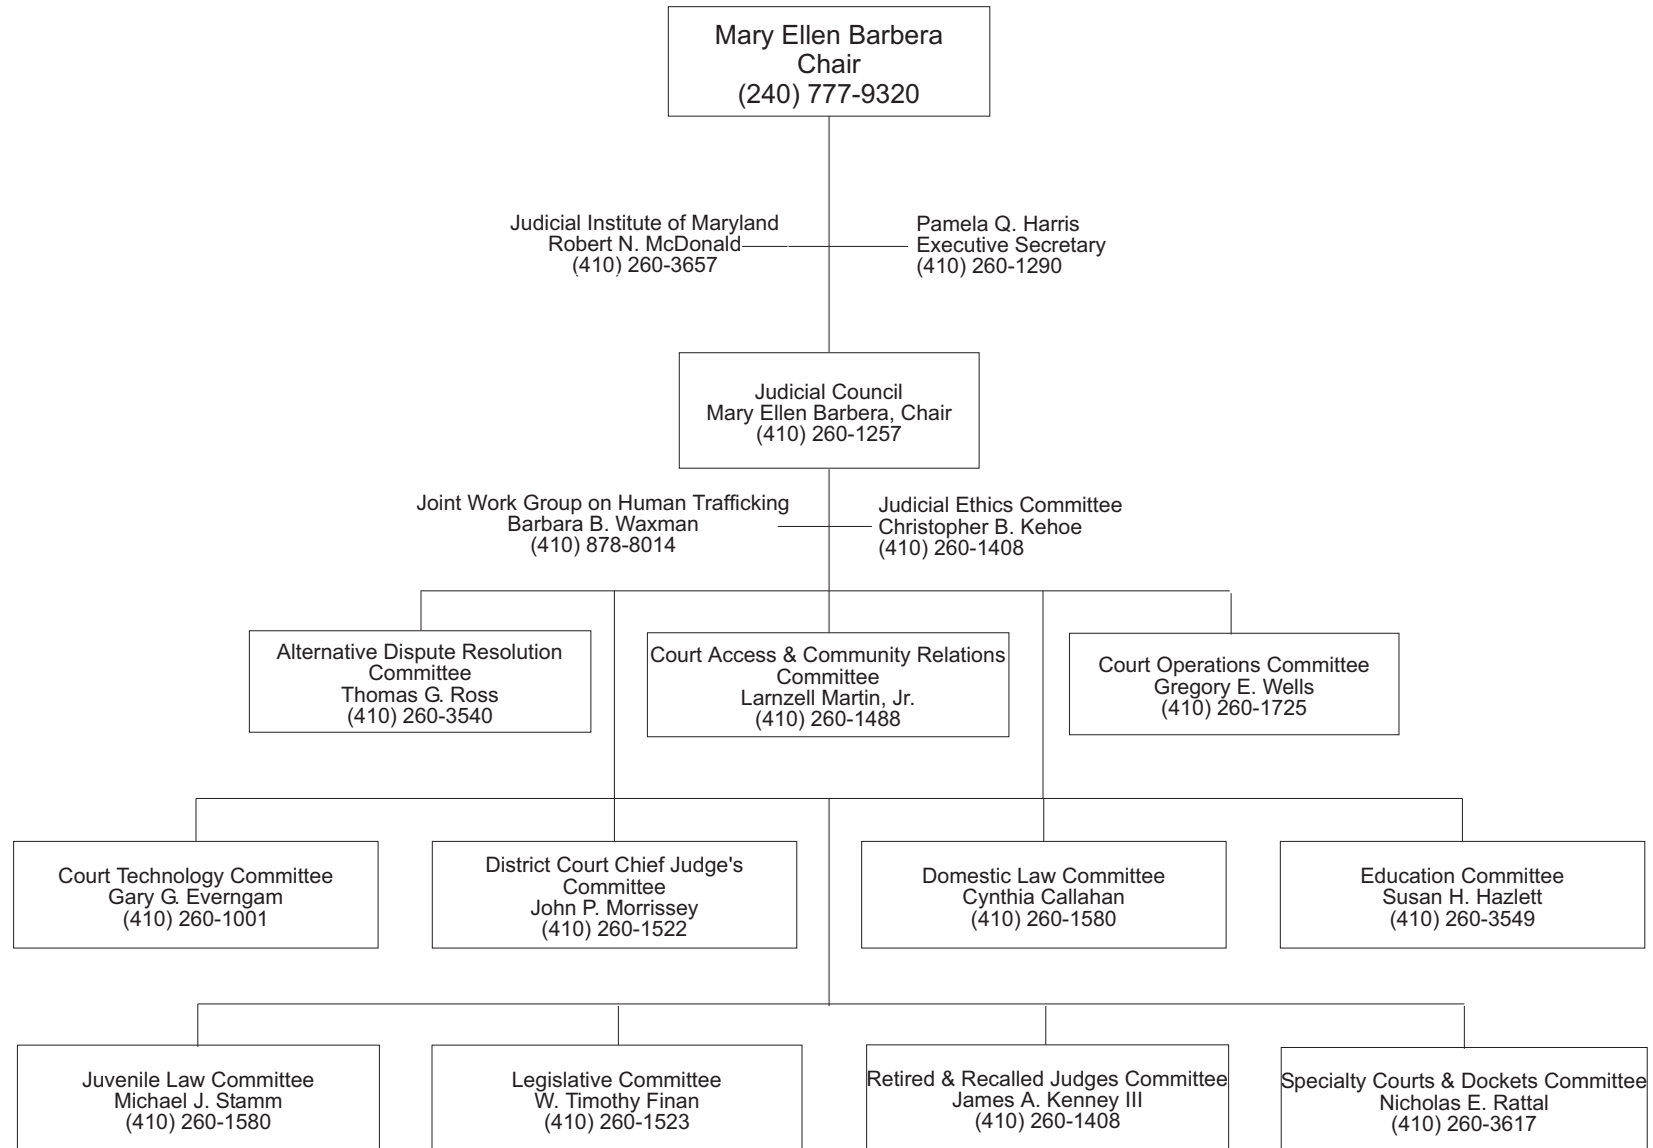 Mary Ellen Barbera
Chair
(240) 777-9320
Judicial Institute of Maryland
Robert N. McDonald
(410) 260-3657
Pamela Q. Harris
Executive Secretary
(410) 260-1290
Judicial Council
Mary Ellen Barbera, Chair
(410) 260-1257
Joint Work Group on Human Trafficking
Barbara B. Waxman
(410) 878-8014
Judicial Ethics Committee
Christopher B. Kehoe
(410) 260-1408
Alternative Dispute Resolution
Committee
Thomas G. Ross
(410) 260-3540
Court Access & Community Relations
Committee
Larnzell Martin, Jr.
(410) 260-1488
Court Operations Committee
Gregory E. Wells
(410) 260-1725
Court Technology Committee
Gary G. Everngam
(410) 260-1001
District Court Chief Judge's
Committee
John P. Morrissey
(410) 260-1522
Domestic Law Committee
Cynthia Callahan
(410) 260-1580
Education Committee
Susan H. Hazlett
(410) 260-3549
Juvenile Law Committee
Michael J. Stamm
(410) 260-1580
Legislative Committee
W. Timothy Finan
(410) 260-1523
Retired & Recalled Judges Committee
James A. Kenney III
(410) 260-1408
Specialty Courts & Dockets Committee
Nicholas E. Rattal
(410) 260-3617